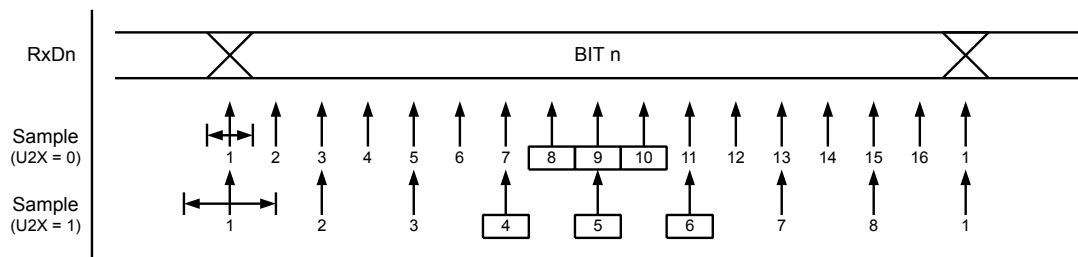 RxDn BIT n
Sample
(U2X = 0) 1 2 3 4 5 6 7 8 9 10 11 12 13 14 15 16 1
Sample
(U2X = 1) 1 2 3 4 5 6 7 8 1